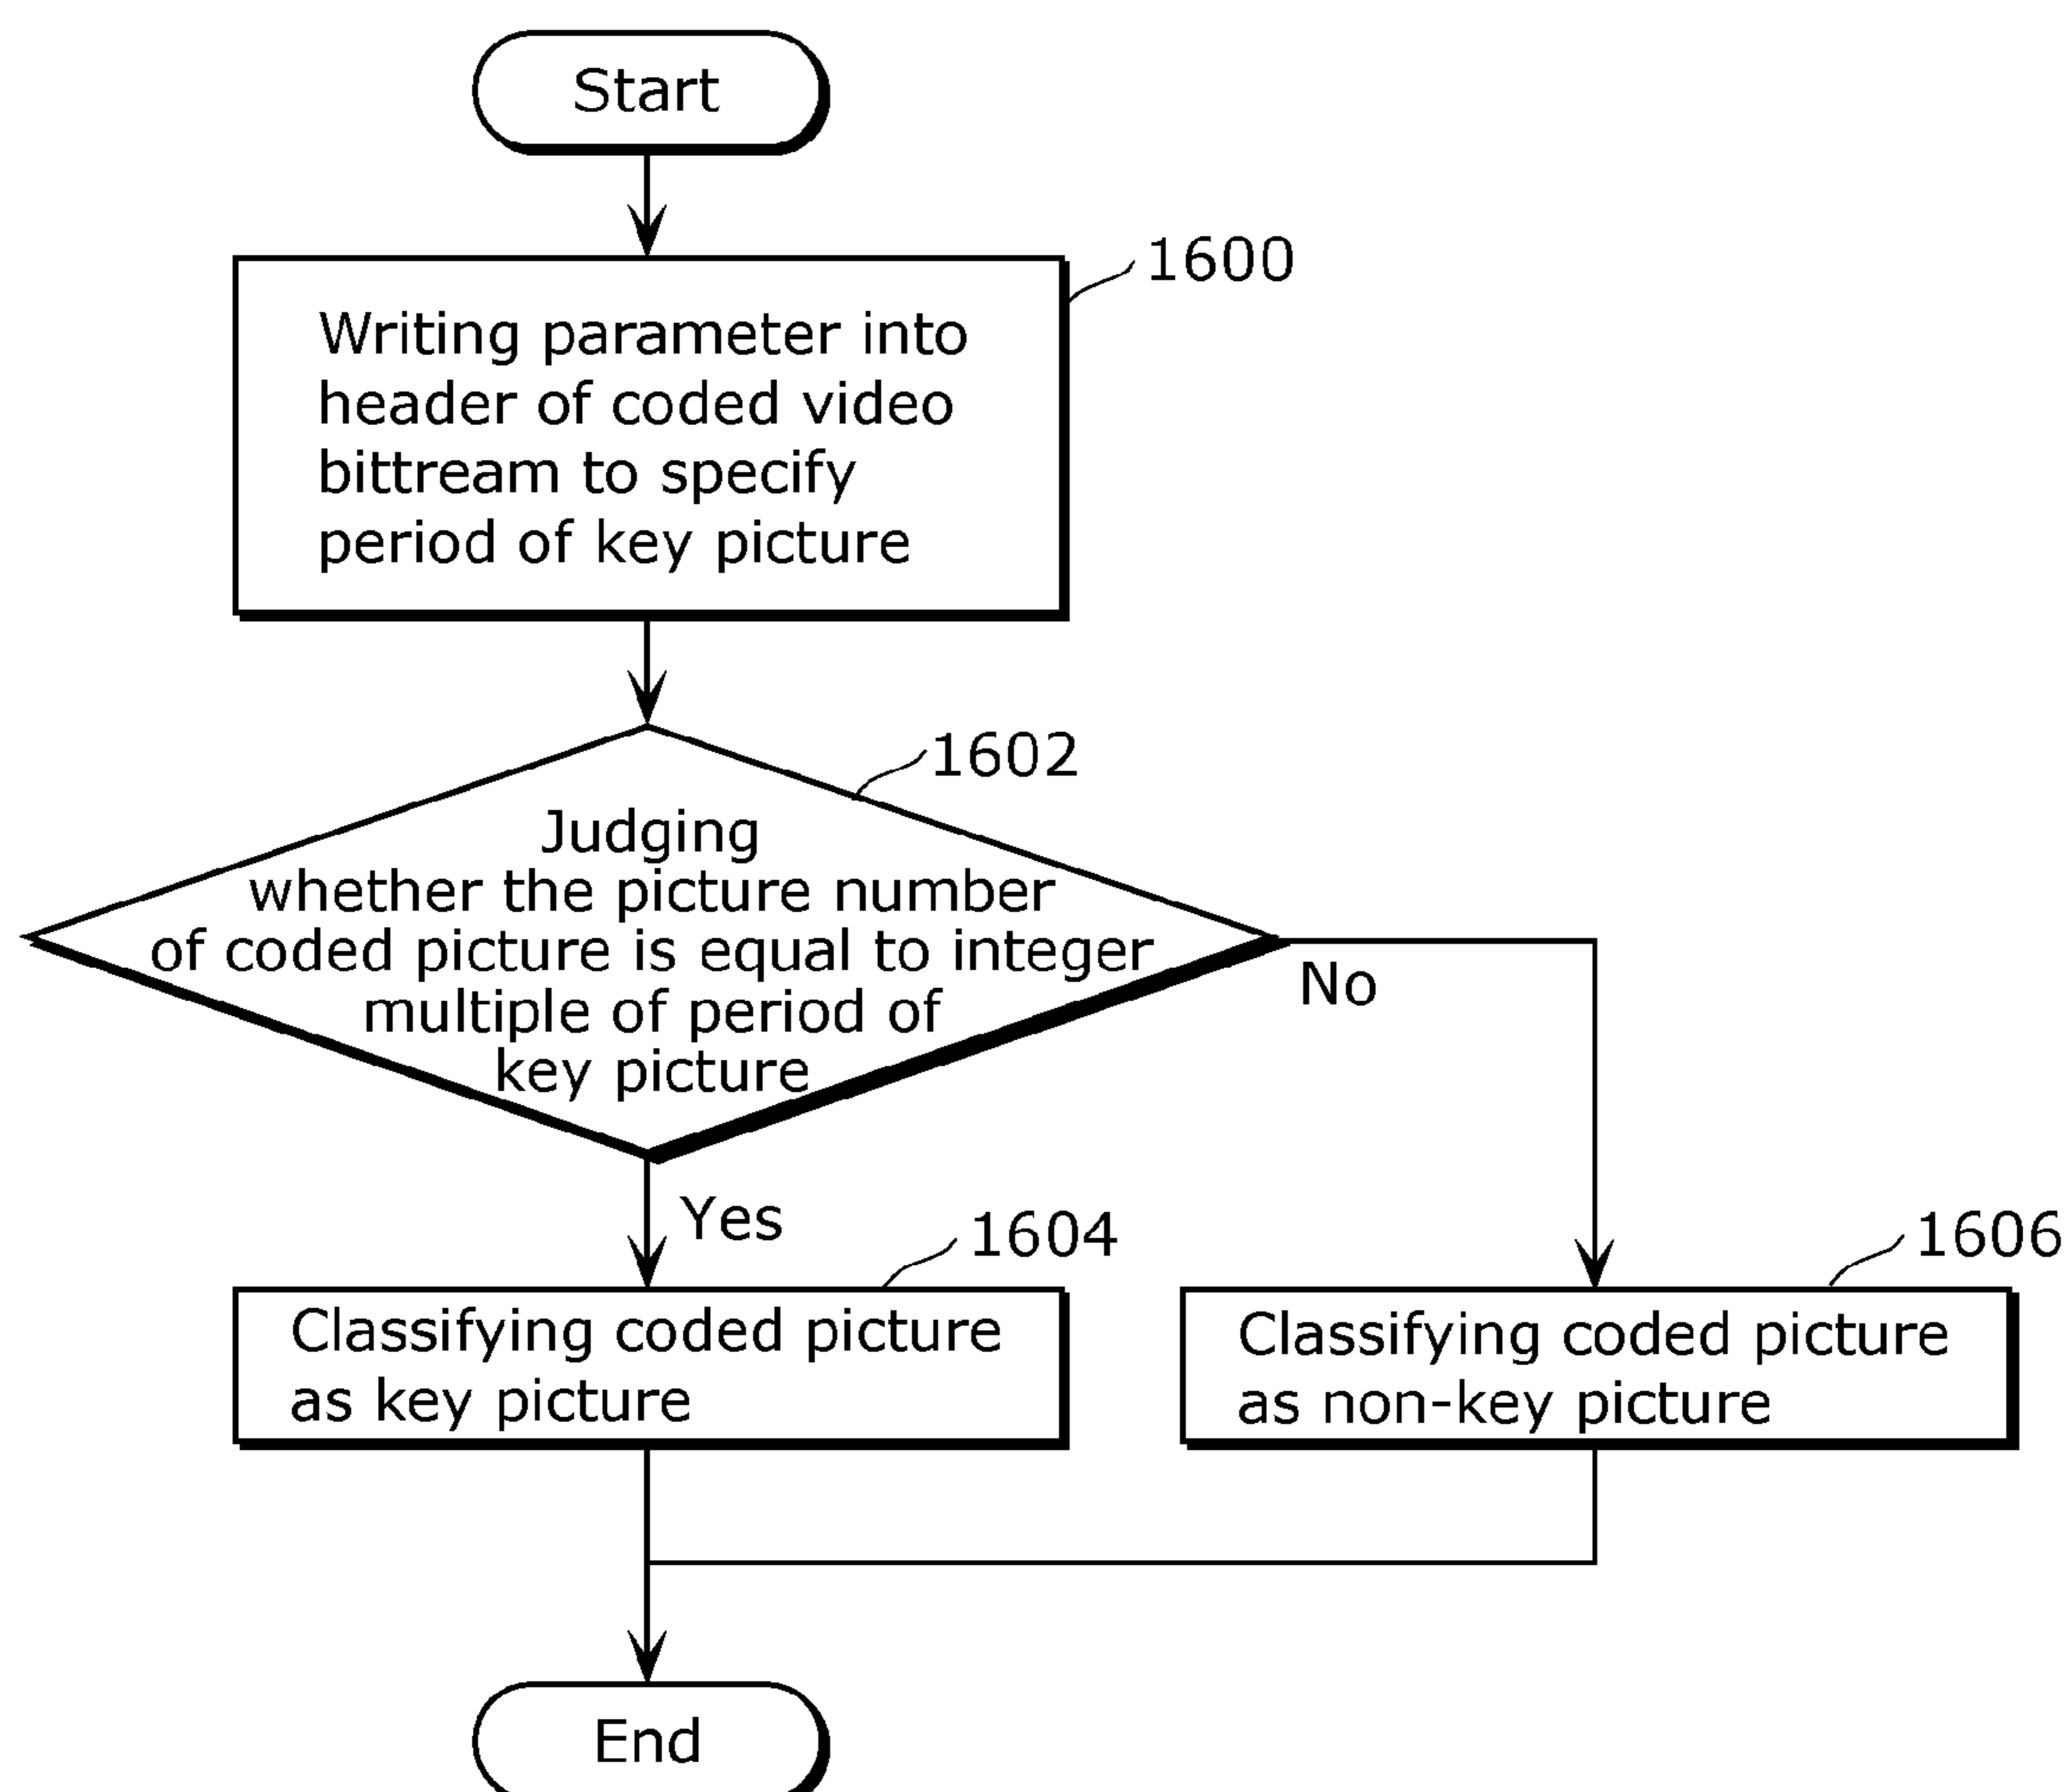 Start
1600
Writing parameter into
header of coded video
bittream to specify
period of key picture
1602
Judging
whether the picture number
of coded picture is equal to integer
multiple of period of
key picture
No
Yes
1604
1606
Classifying coded picture
as key picture
Classifying coded picture
as non-key picture
End